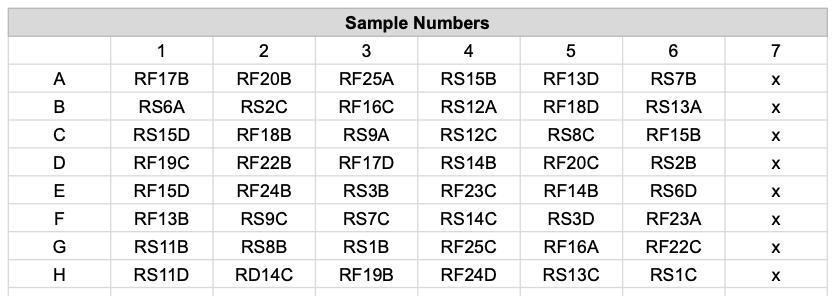 Sample Numbers
1 2 3 4 5 6 7
A RF17B RF20B RF25A RS15B RF13D RS7B x
B RS6A RS2C RF16C RS12A RF18D RS13A x
C RS15D RF18B RS9A RS12C RS8C RF15B x
D RF19C RF22B RF17D RS14B RF20C RS2B x
E RF15D RF24B RS3B RF23C RF14B RS6D x
F RF13B RS9C RS7C RS14C RS3D RF23A x
G RS11B RS8B RS1B RF25C RF16A RF22C x
H RS11D RD14C RF19B RF24D RS13C RS1C x